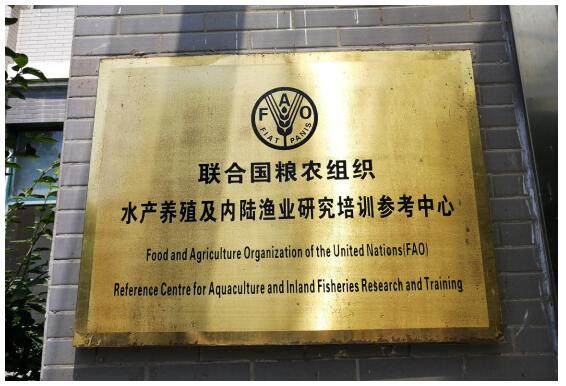 F A O
FIAT PANIS
联合国粮农组织
水产养殖及内陆渔业研究培训参考中心
Food and Agriculture Organization of the United Nations(FAO)
Reference Centre for Aquaculture and Inland Fisheries Research and Training